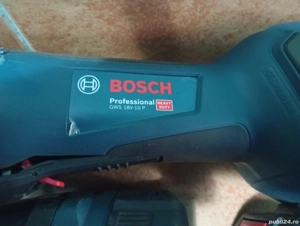 BOSCH
Professional HEAVY DUTY
GWS 18V-15 P
publi24.ro